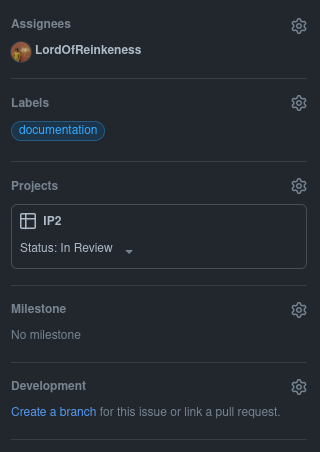 Assignees
LordOfReinkeness
Labels
documentation
Projects
IP2
Status: In Review
Milestone
No milestone
Development
Create a branch for this issue or link a pull request.